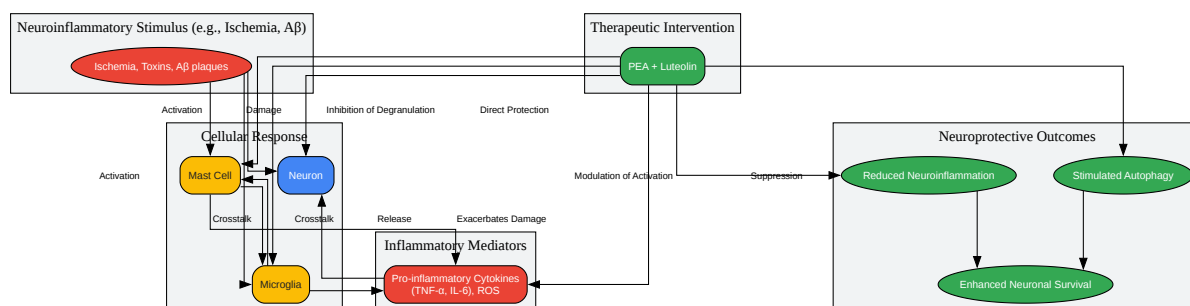 Neuroinflammatory Stimulus (e.g., Ischemia, Aβ)
Therapeutic Intervention
Ischemia, Toxins, Aβ plaques
PEA + Luteolin
Activation
Damage
Inhibition of Degranulation
Direct Protection
Cellular Response
Neuroprotective Outcomes
Mast Cell
Neuron
Activation
Modulation of Activation
Suppression
Reduced Neuroinflammation
Stimulated Autophagy
Crosstalk
Crosstalk
Release
Exacerbates Damage
Inflammatory Mediators
Microglia
Pro-inflammatory Cytokines
(TNF-α, IL-6), ROS
Enhanced Neuronal Survival